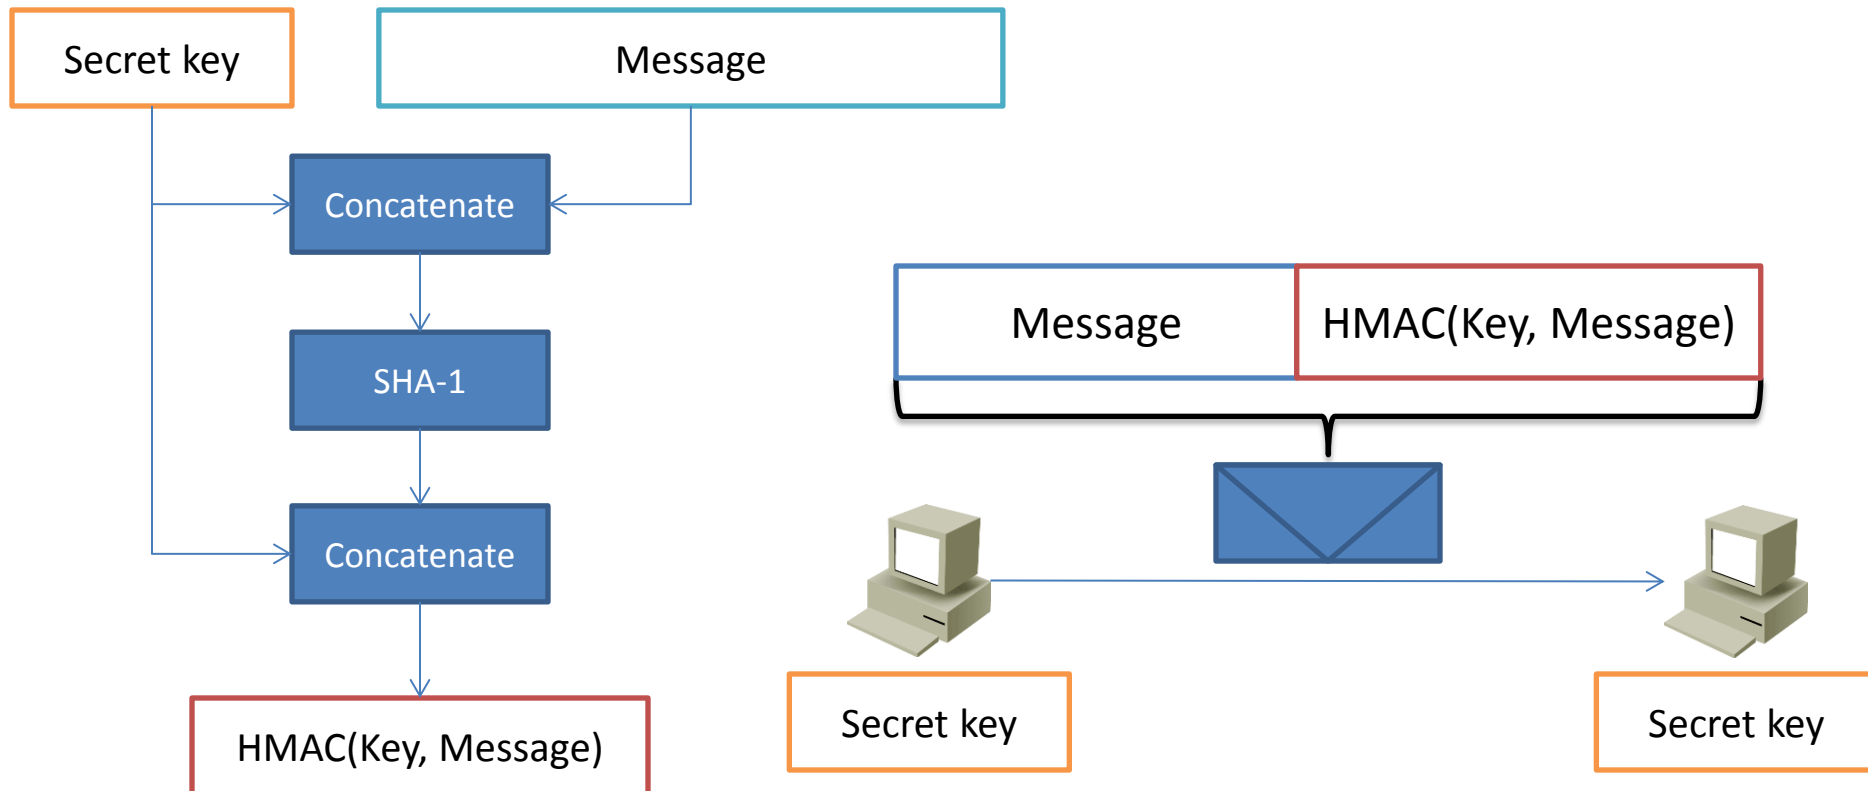 Secret key
Message
Concatenate
SHA-1
Concatenate
HMAC(Key, Message)
Message
HMAC(Key, Message)
Secret key
Secret key